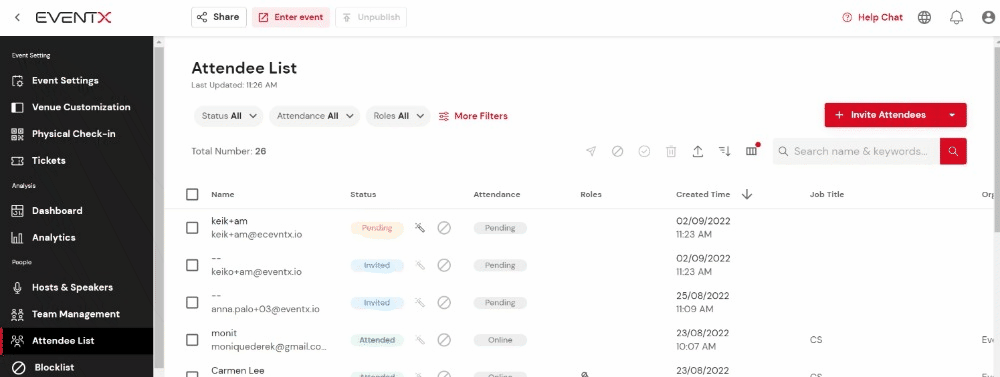 EVENTX
Share
Enter event
Unpublish
Help Chat
Event Setting
Event Settings
Venue Customization
Physical Check-in
Tickets
Analysis
Dashboard
Analytics
People
Hosts & Speakers
Team Management
Attendee List
Blocklist
Attendee List
Last Updated: 11:26 AM
Status All
Attendance All
Roles All
More Filters
+ Invite Attendees
Total Number: 26
Search name & keywords...
Name Status Attendance Roles Created Time Job Title Org
keik+am Pending Pending 02/09/2022
keik+am@ecevntx.io 11:23 AM
-- Invited Pending 02/09/2022
keiko+am@eventx.io 11:23 AM
-- Invited Pending 25/08/2022
anna.palo+03@eventx.io 11:09 AM
monit Attended Online 23/08/2022 CS Eve
moniquederek@gmail.co... 10:07 AM
Carmen Lee Attended Online 23/08/2022 CS Eve